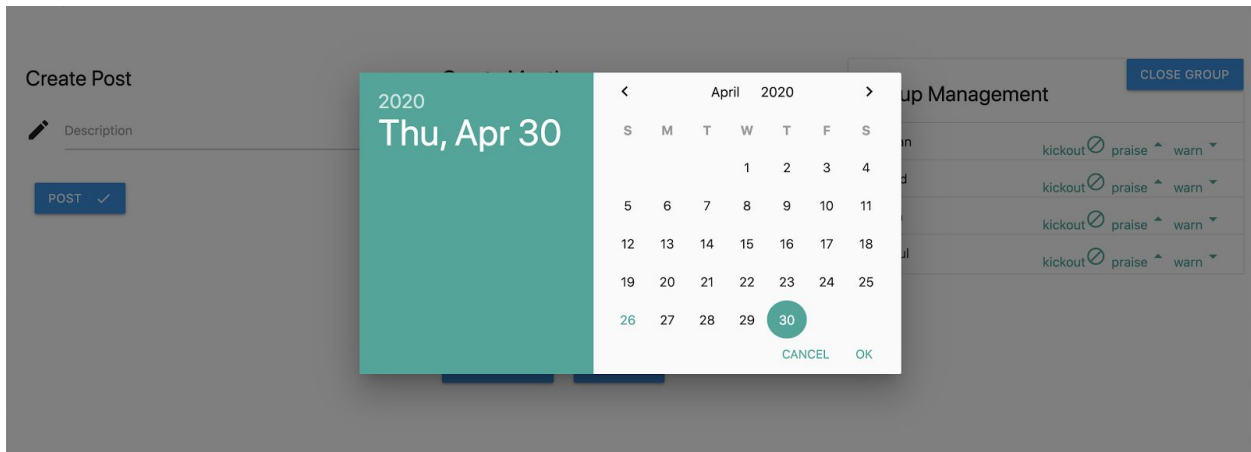 Create Post
Description
POST
2020
Thu, Apr 30
April 2020
S M T W T F S
1 2 3 4
5 6 7 8 9 10 11
12 13 14 15 16 17 18
19 20 21 22 23 24 25
26 27 28 29 30
CANCEL OK
CLOSE GROUP
up Management
kickout praise warn
kickout praise warn
kickout praise warn
kickout praise warn